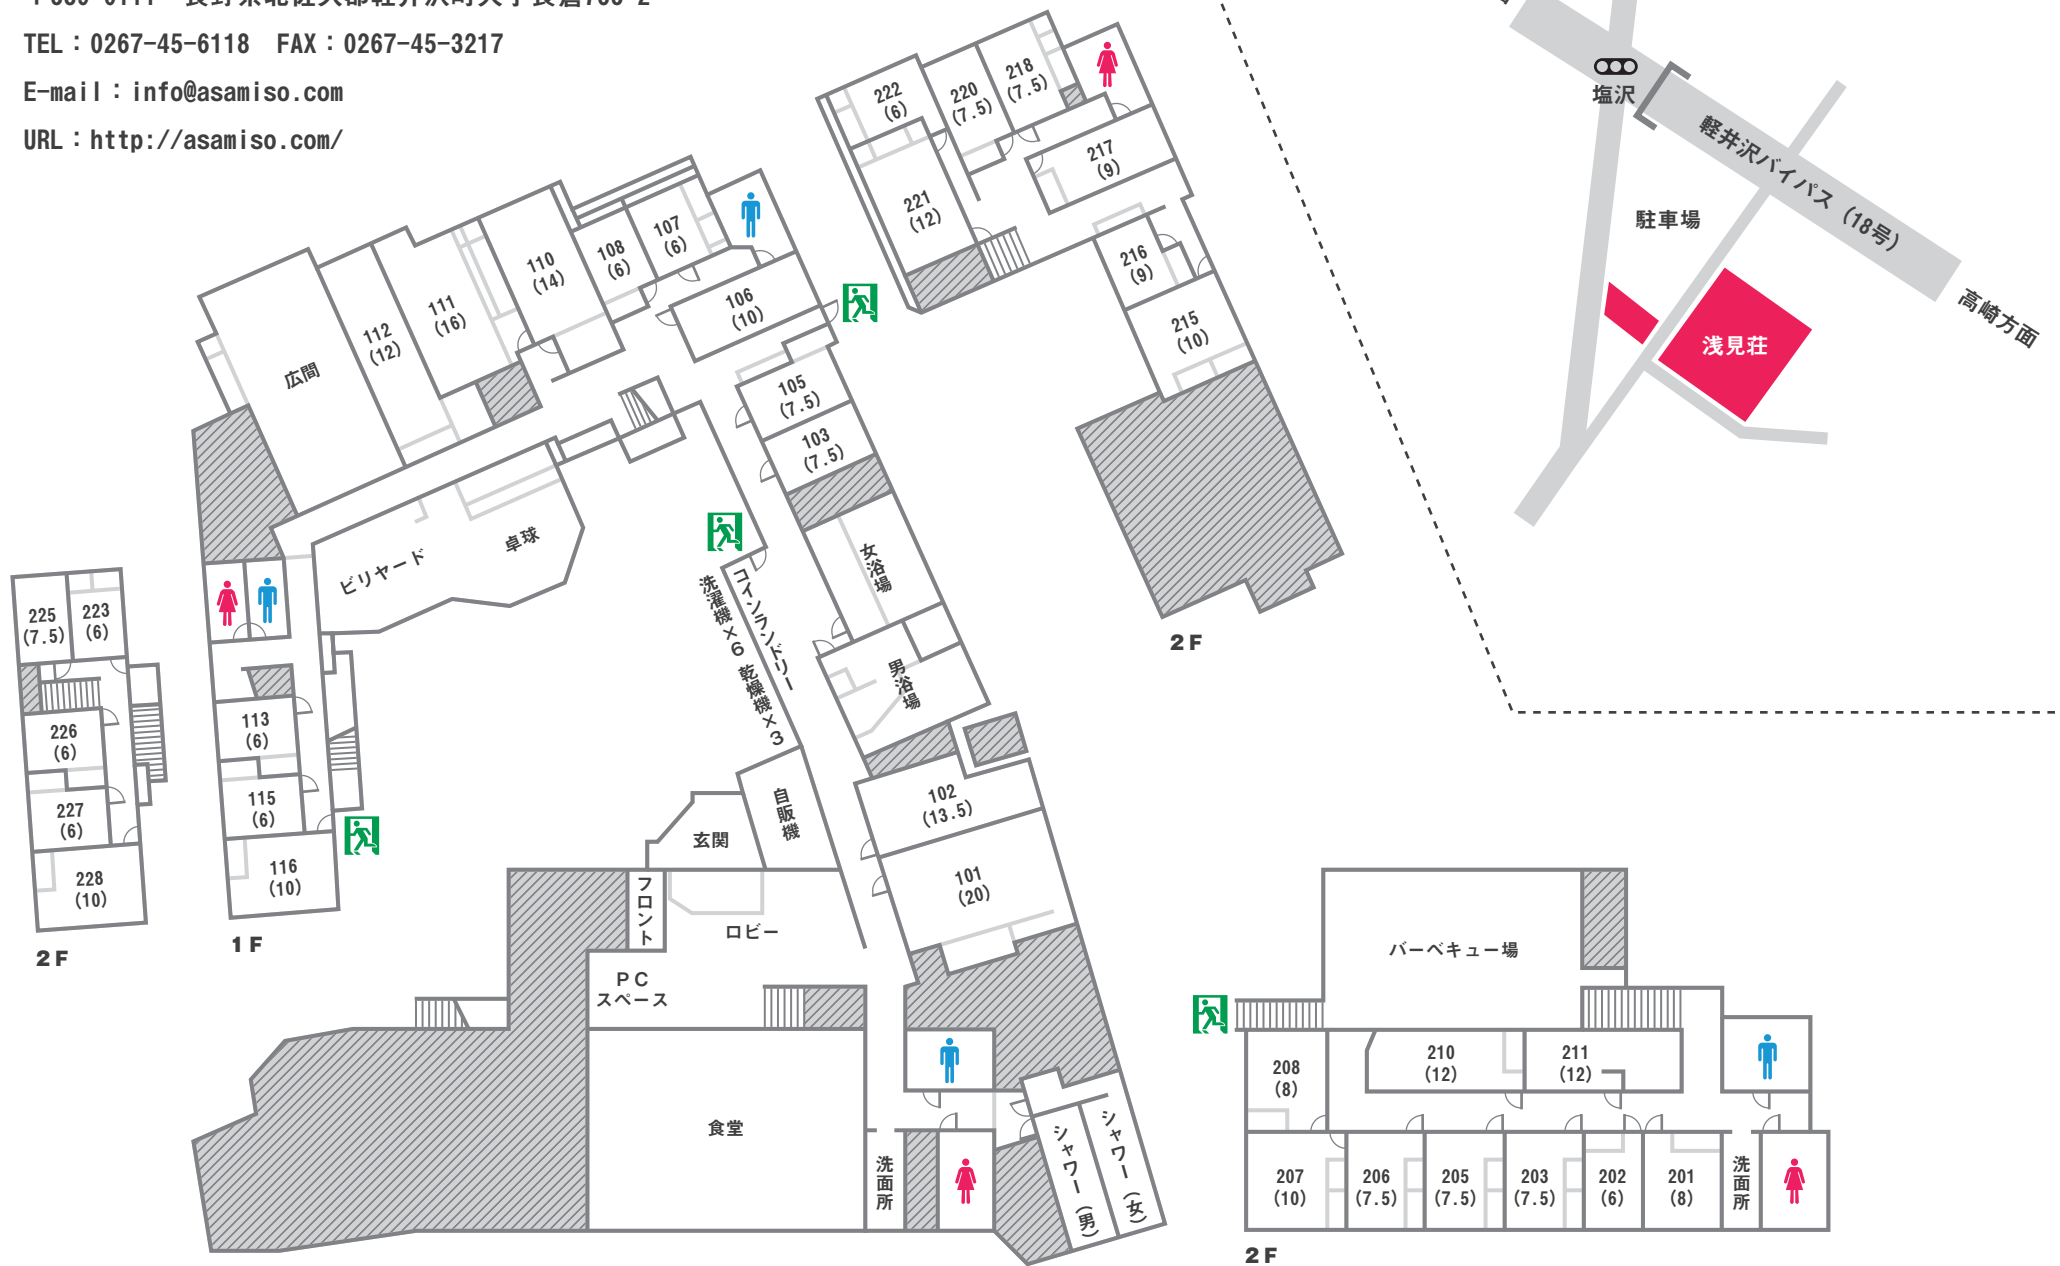 TEL：0267-45-6118　FAX：0267-45-3217
E-mail：info@asamiso.com
URL：http://asamiso.com/
塩沢
軽井沢バイパス（18号）
駐車場
高崎方面
浅見荘
222
(6)
220
(7.5)
218
(7.5)
217
(9)
221
(12)
216
(9)
215
(10)
2F
107
(6)
108
(6)
110
(14)
106
(10)
111
(16)
112
(12)
広間
105
(7.5)
103
(7.5)
卓球
ビリヤード
女浴場
男浴場
コインランドリー
洗濯機×6 乾燥機×3
102
(13.5)
101
(20)
自販機
玄関
フロント
ロビー
PC
スペース
食堂
洗面所
シャワー（男）
シャワー（女）
225
(7.5)
223
(6)
226
(6)
227
(6)
228
(10)
2F
113
(6)
115
(6)
116
(10)
1F
バーベキュー場
208
(8)
210
(12)
211
(12)
207
(10)
206
(7.5)
205
(7.5)
203
(7.5)
202
(6)
201
(8)
洗面所
2F